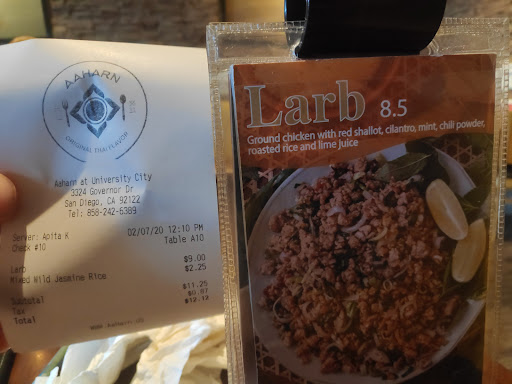 AAHARN
ORIGINAL THAI FLAVOR
Aaharn at University City
3324 Governor Dr
San Diego, CA 92122
Tel: 858-242-6389
Server: Apita K
02/07/20 12:10 PM
Check #10
Table A10
Larb $9.00
Mixed Wild Jasmine Rice $2.25
Subtotal $11.25
Tax $0.87
Total $12.12
Larb 8.5
Ground chicken with red shallot, cilantro, mint, chili powder,
roasted rice and lime juice